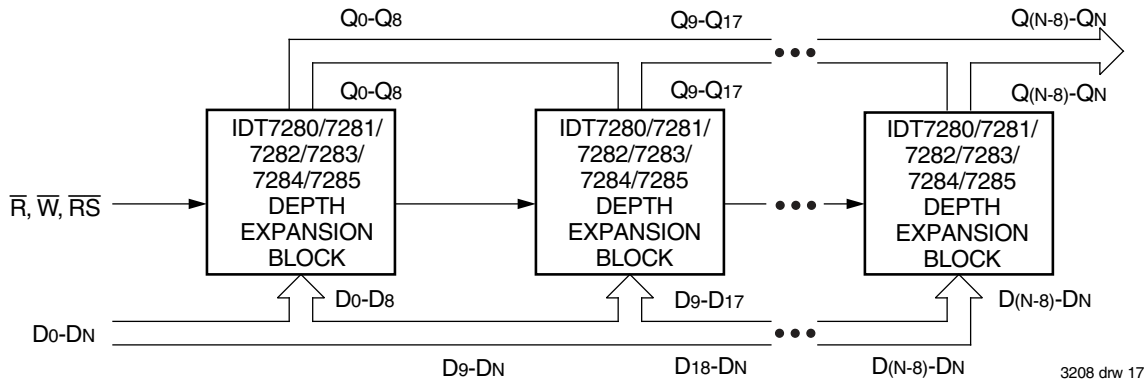 Q0-Q8 Q9-Q17 Q(N-8)-QN
Q0-Q8 Q9-Q17 Q(N-8)-QN
IDT7280/7281/
7282/7283/
7284/7285
DEPTH
EXPANSION
BLOCK
IDT7280/7281/
7282/7283/
7284/7285
DEPTH
EXPANSION
BLOCK
IDT7280/7281/
7282/7283/
7284/7285
DEPTH
EXPANSION
BLOCK
R̅, W̅, R̅S̅
D0-D8 D9-D17 D(N-8)-DN
D0-DN
D9-DN D18-DN D(N-8)-DN
3208 drw 17